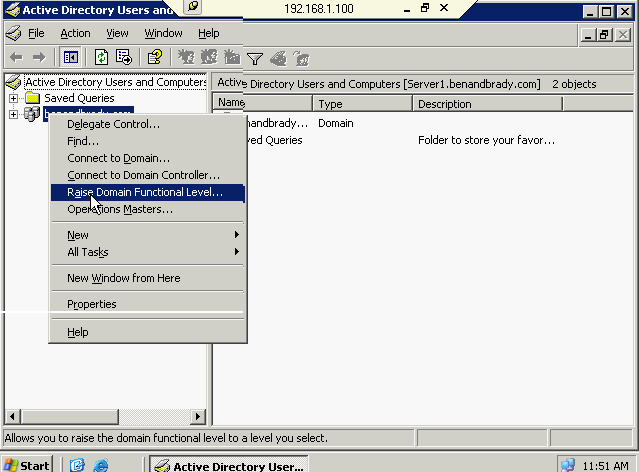 Active Directory Users and
192.168.1.100
File Action View Window Help
Active Directory Users and Computers
Saved Queries
Active Directory Users and Computers [Server1.benandbrady.com] 2 objects
Name Type Description
nandbrady... Domain
ved Queries Folder to store your favor...
Delegate Control...
Find...
Connect to Domain...
Connect to Domain Controller...
Raise Domain Functional Level...
Operations Masters...
New
All Tasks
New Window from Here
Properties
Help
Allows you to raise the domain functional level to a level you select.
Start
Active Directory User...
11:51 AM